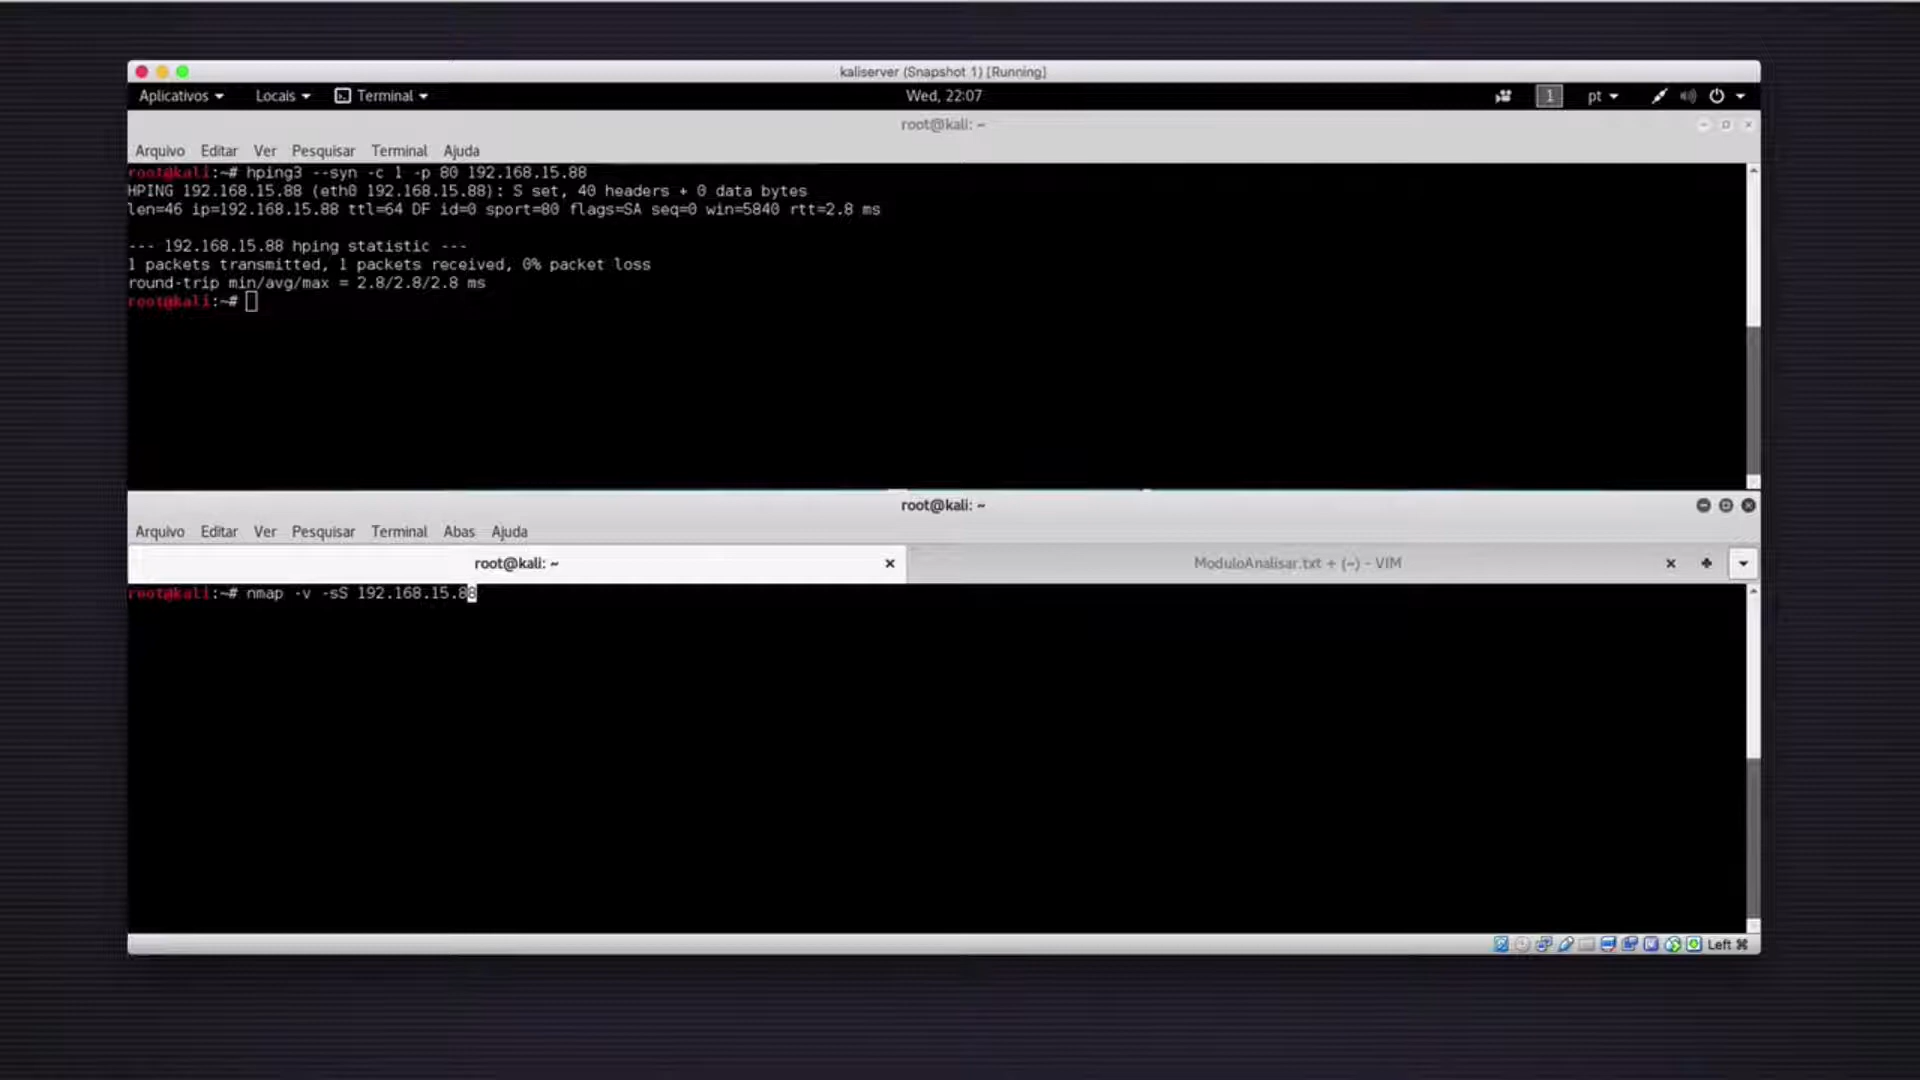 kaliserver (Snapshot 1) [Running]
Aplicativos Locais Terminal Wed, 22:07 1 pt
root@kali: ~
Arquivo Editar Ver Pesquisar Terminal Ajuda
root@kali:~# hping3 --syn -c 1 -p 80 192.168.15.88
HPING 192.168.15.88 (eth0 192.168.15.88): S set, 40 headers + 0 data bytes
len=46 ip=192.168.15.88 ttl=64 DF id=0 sport=80 flags=SA seq=0 win=5840 rtt=2.8 ms
--- 192.168.15.88 hping statistic ---
1 packets transmitted, 1 packets received, 0% packet loss
round-trip min/avg/max = 2.8/2.8/2.8 ms
root@kali:~#
root@kali: ~
Arquivo Editar Ver Pesquisar Terminal Abas Ajuda
root@kali: ~ ModuloAnalisar.txt + (~) - VIM
root@kali:~# nmap -v -sS 192.168.15.88
Left ⌘